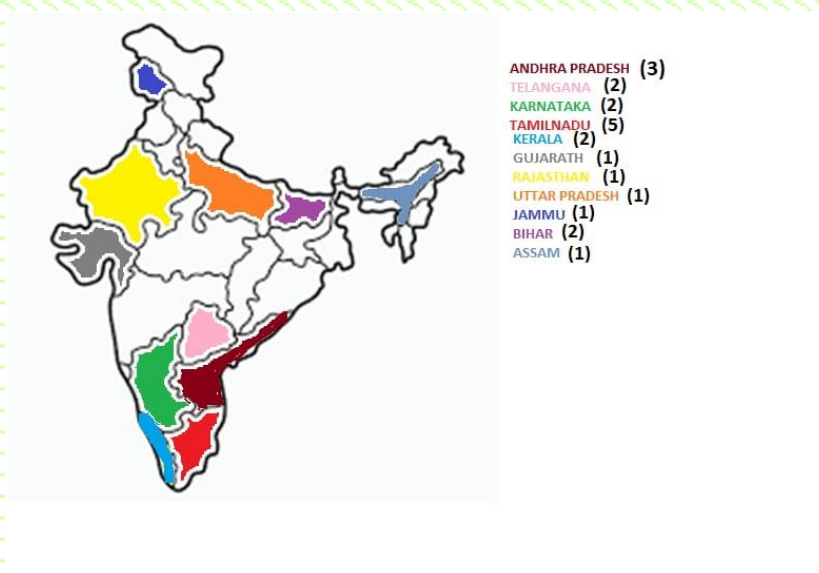 ANDHRA PRADESH (3)
TELANGANA (2)
KARNATAKA (2)
TAMILNADU (5)
KERALA (2)
GUJARATH (1)
RAJASTHAN (1)
UTTAR PRADESH (1)
JAMMU (1)
BIHAR (2)
ASSAM (1)